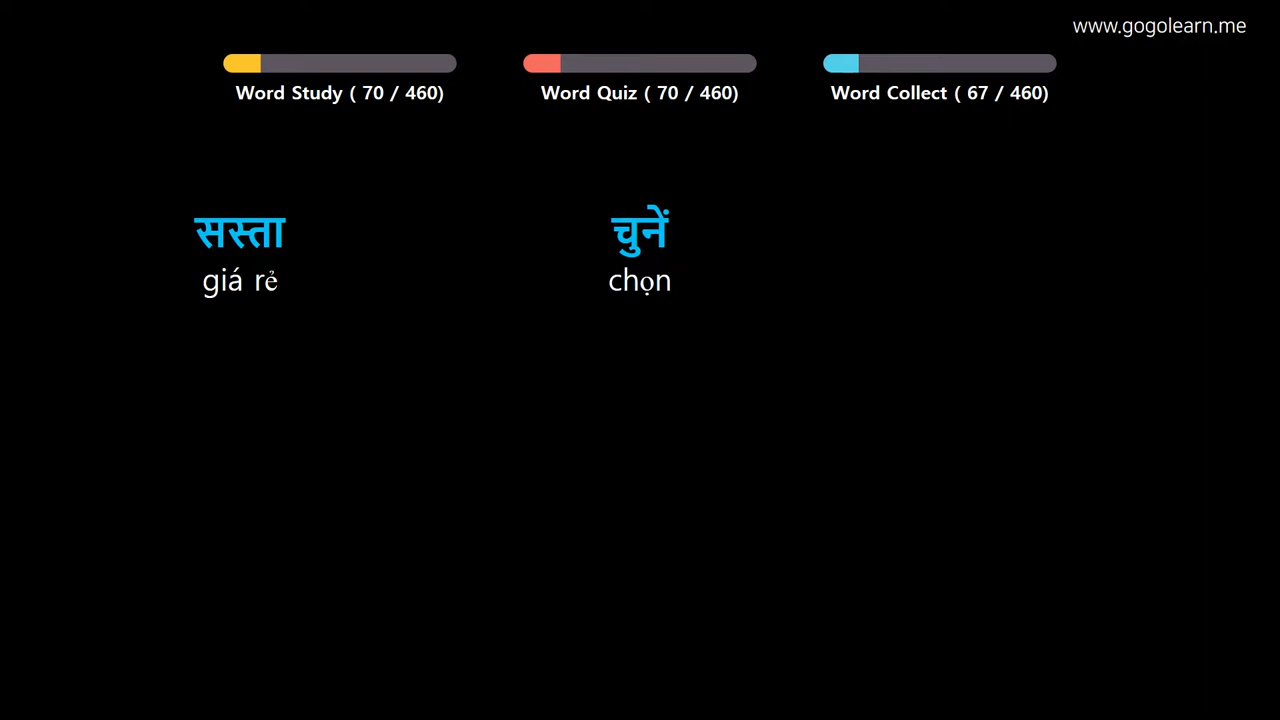 www.gogolearn.me
Word Study ( 70 / 460)
Word Quiz ( 70 / 460)
Word Collect ( 67 / 460)
सस्ता
giá rẻ
चुनें
chọn